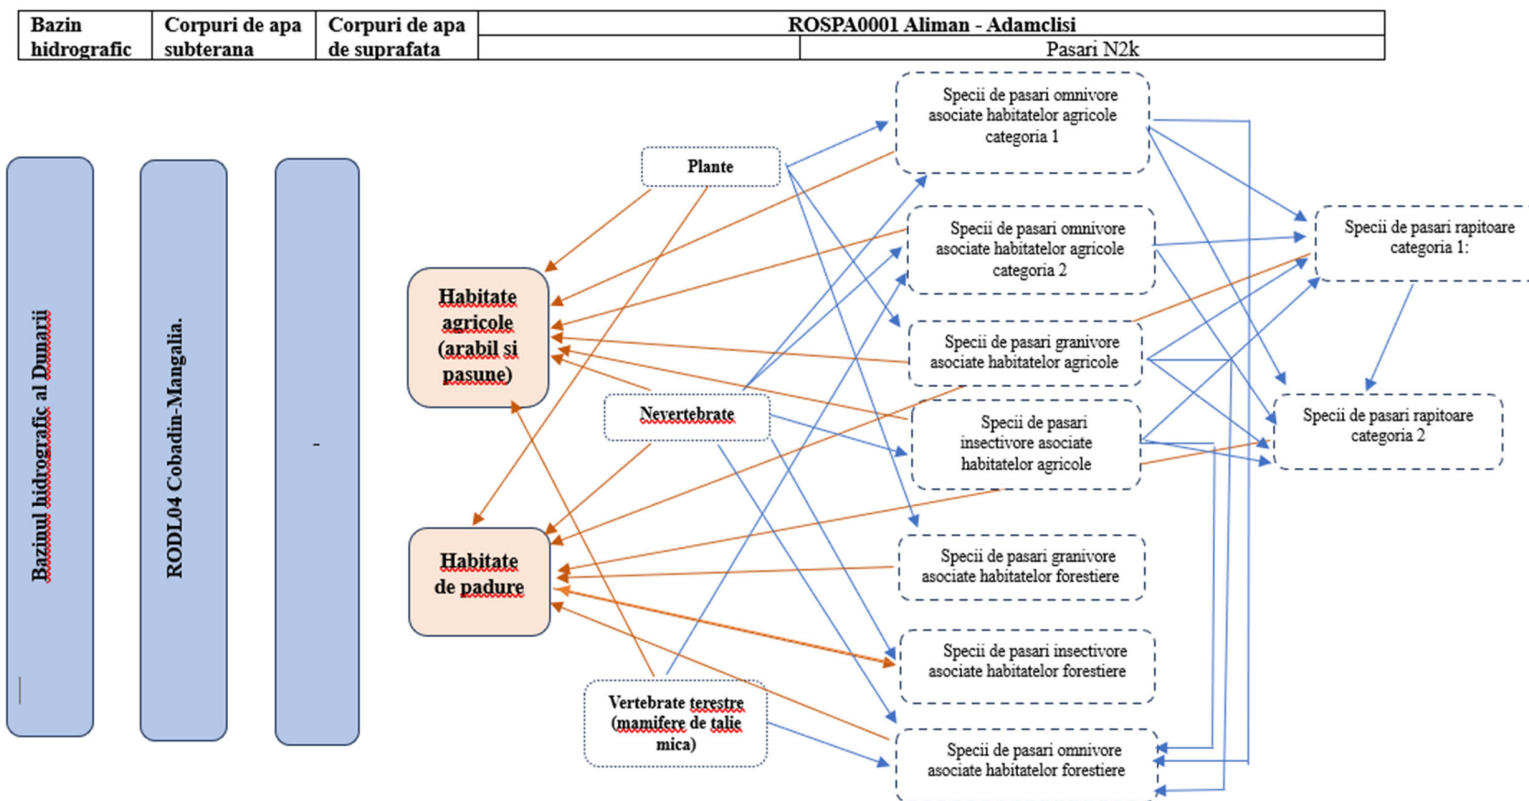 Bazin
hidrografic
Corpuri de apa
subterana
Corpuri de apa
de suprafata
ROSPA0001 Aliman - Adamclisi
Pasari N2k
Bazinul hidrografic al Dunarii
RODL04 Cobadin-Mangalia.
-
Plante
Habitate
agricole
(arabil si
pasune)
Nevertebrate
Habitate
de padure
Vertebrate terestre
(mamifere de talie
mica)
Specii de pasari omnivore
asociate habitatelor agricole
categoria 1
Specii de pasari omnivore
asociate habitatelor agricole
categoria 2
Specii de pasari granivore
asociate habitatelor agricole
Specii de pasari
insectivore asociate
habitatelor agricole
Specii de pasari granivore
asociate habitatelor forestiere
Specii de pasari insectivore
asociate habitatelor forestiere
Specii de pasari omnivore
asociate habitatelor forestiere
Specii de pasari rapitoare
categoria 1:
Specii de pasari rapitoare
categoria 2